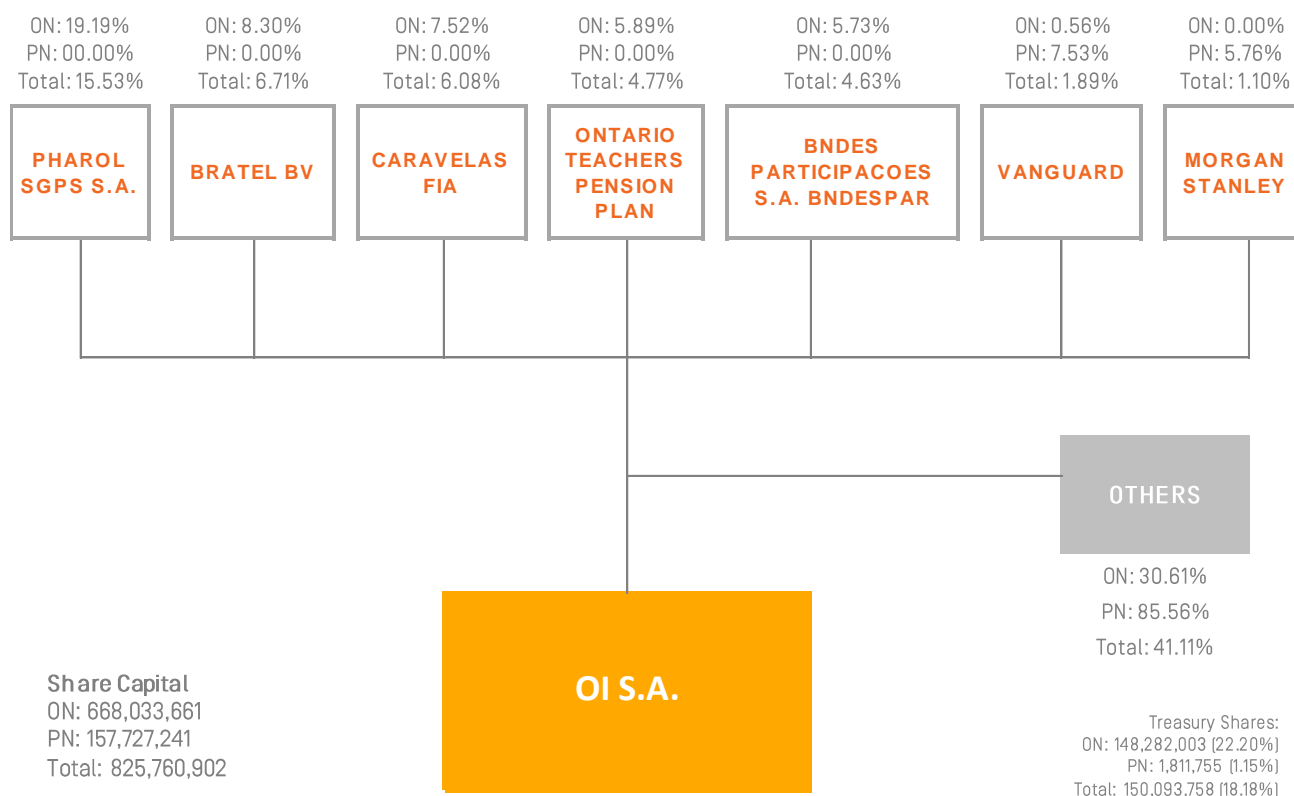 ON: 19.19%
PN: 00.00%
Total: 15.53%
ON: 8.30%
PN: 0.00%
Total: 6.71%
ON: 7.52%
PN: 0.00%
Total: 6.08%
ON: 5.89%
PN: 0.00%
Total: 4.77%
ON: 5.73%
PN: 0.00%
Total: 4.63%
ON: 0.56%
PN: 7.53%
Total: 1.89%
ON: 0.00%
PN: 5.76%
Total: 1.10%
PHAROL
SGPS S.A.
BRATEL BV
CARAVELAS
FIA
ONTARIO
TEACHERS
PENSION
PLAN
BNDES
PARTICIPACOES
S.A. BNDESPAR
VANGUARD
MORGAN
STANLEY
OTHERS
ON: 30.61%
PN: 85.56%
Total: 41.11%
OI S.A.
Share Capital
ON: 668,033,661
PN: 157,727,241
Total: 825,760,902
Treasury Shares:
ON: 148,282,003 (22.20%)
PN: 1,811,755 (1.15%)
Total: 150,093,758 (18.18%)